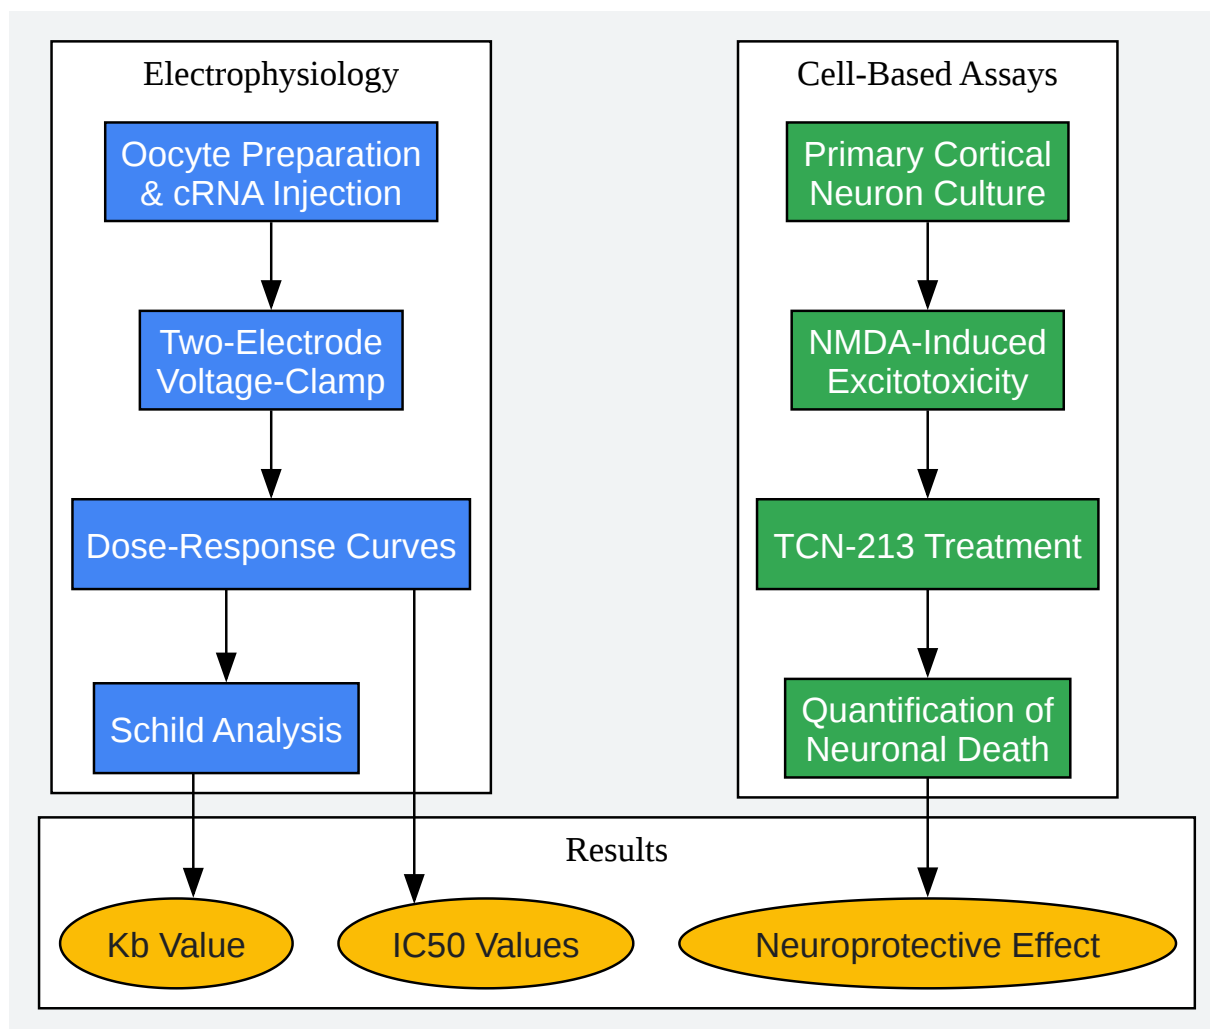 Electrophysiology
Oocyte Preparation
& cRNA Injection
Two-Electrode
Voltage-Clamp
Dose-Response Curves
Schild Analysis
Cell-Based Assays
Primary Cortical
Neuron Culture
NMDA-Induced
Excitotoxicity
TCN-213 Treatment
Quantification of
Neuronal Death
Results
Kb Value
IC50 Values
Neuroprotective Effect